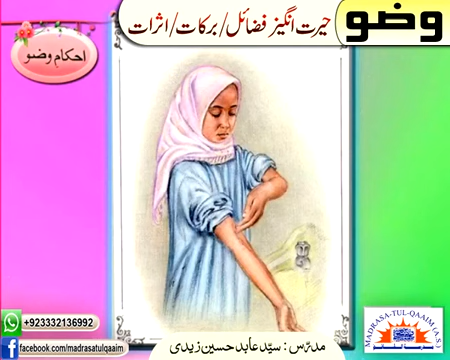 وضو
حیرت انگیز فضائل/برکات/اثرات
احکام وضو
مدرس: سیّد عابد حسین زیدی
+923332136992
facebook.com/madrasatulqaaim
MADRASA-TUL-QAAIM (A.S)